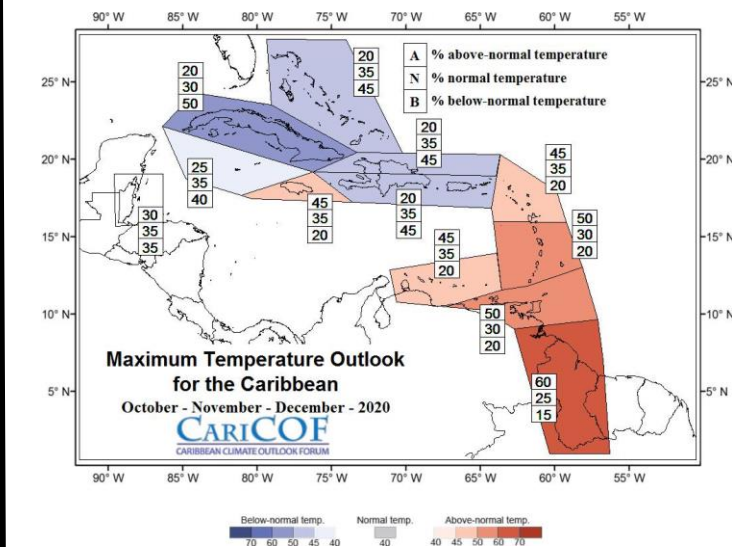 90° W 85° W 80° W 75° W 70° W 65° W 60° W 55° W
A % above-normal temperature
N % normal temperature
B % below-normal temperature
25° N 25° N
20° N 20° N
15° N 15° N
10° N 10° N
5° N 5° N
20
30
50
20
35
45
20
35
45
25
35
40
45
35
20
20
35
45
45
35
20
30
35
35
50
30
20
45
35
20
50
30
20
60
25
15
Maximum Temperature Outlook
for the Caribbean
October - November - December - 2020
CARICOF
CARIBBEAN CLIMATE OUTLOOK FORUM
90° W 85° W 80° W 75° W 70° W 65° W 60° W 55° W
Below-normal temp. Normal temp. Above-normal temp.
70 60 50 45 40 40 40 45 50 60 70